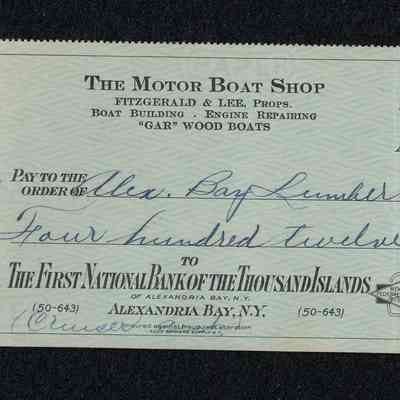 THE MOTOR BOAT SHOP
FITZGERALD & LEE, PROPS.
BOAT BUILDING . ENGINE REPAIRING
"GAR" WOOD BOATS
PAY TO THE
ORDER OF Alex. Bay Lumber
Four hundred twelve
TO
THE FIRST NATIONAL BANK OF THE THOUSAND ISLANDS
OF ALEXANDRIA BAY, N.Y.
(50-643) ALEXANDRIA BAY, N.Y. (50-643)
(Cruiser